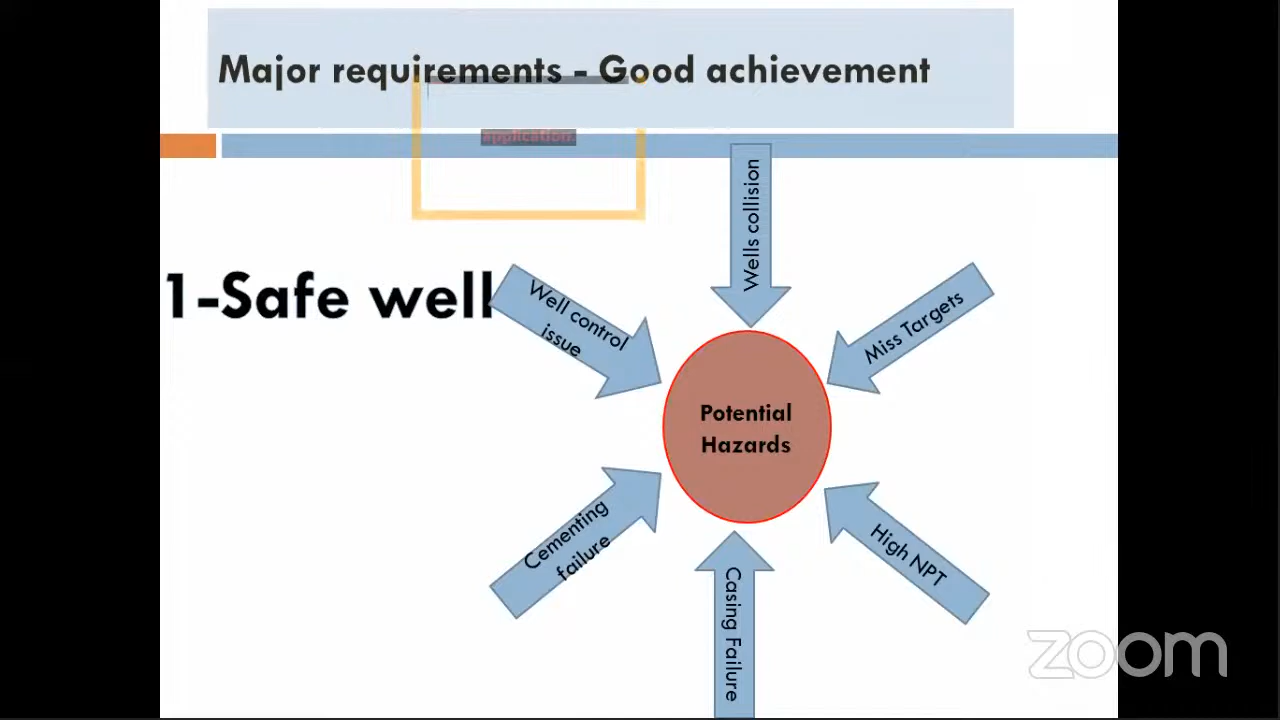 Major requirements - Good achievement
application.
Wells collision
1-Safe well
Well control
issue
Miss Targets
Potential
Hazards
Cementing
failure
High NPT
Casing Failure
zoom